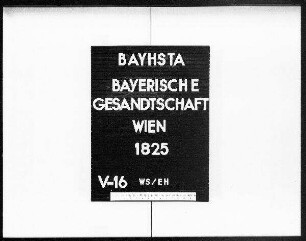 BAYHSTA
BAYERISCHE
GESANDTSCHAFT
WIEN
1825
V-16 WS/EH